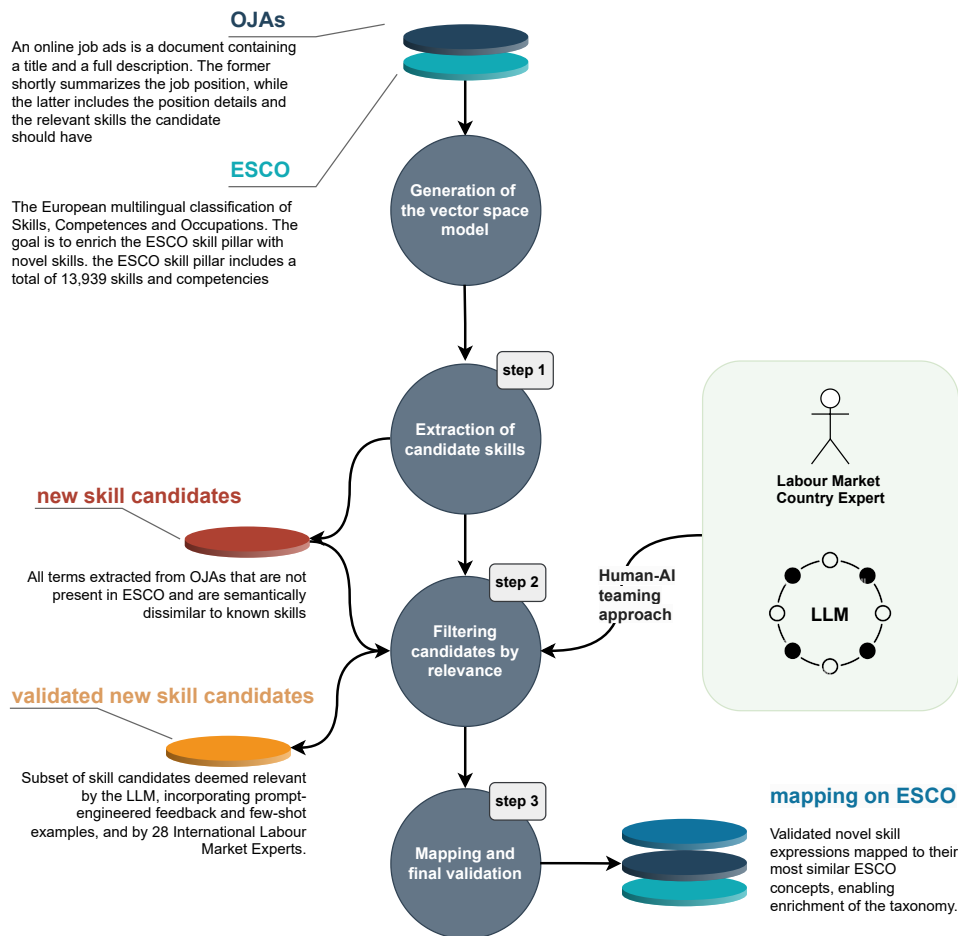 OJAs
An online job ads is a document containing
a title and a full description. The former
shortly summarizes the job position, while
the latter includes the position details and
the relevant skills the candidate
should have
ESCO
The European multilingual classification of
Skills, Competences and Occupations. The
goal is to enrich the ESCO skill pillar with
novel skills. the ESCO skill pillar includes a
total of 13,939 skills and competencies
Generation of
the vector space
model
step 1
Extraction of
candidate skills
new skill candidates
All terms extracted from OJAs that are not
present in ESCO and are semantically
dissimilar to known skills
step 2
Filtering
candidates by
relevance
Human-AI
teaming
approach
Labour Market
Country Expert
LLM
validated new skill candidates
Subset of skill candidates deemed relevant
by the LLM, incorporating prompt-
engineered feedback and few-shot
examples, and by 28 International Labour
Market Experts.
step 3
Mapping and
final validation
mapping on ESCO
Validated novel skill
expressions mapped to their
most similar ESCO
concepts, enabling
enrichment of the taxonomy.